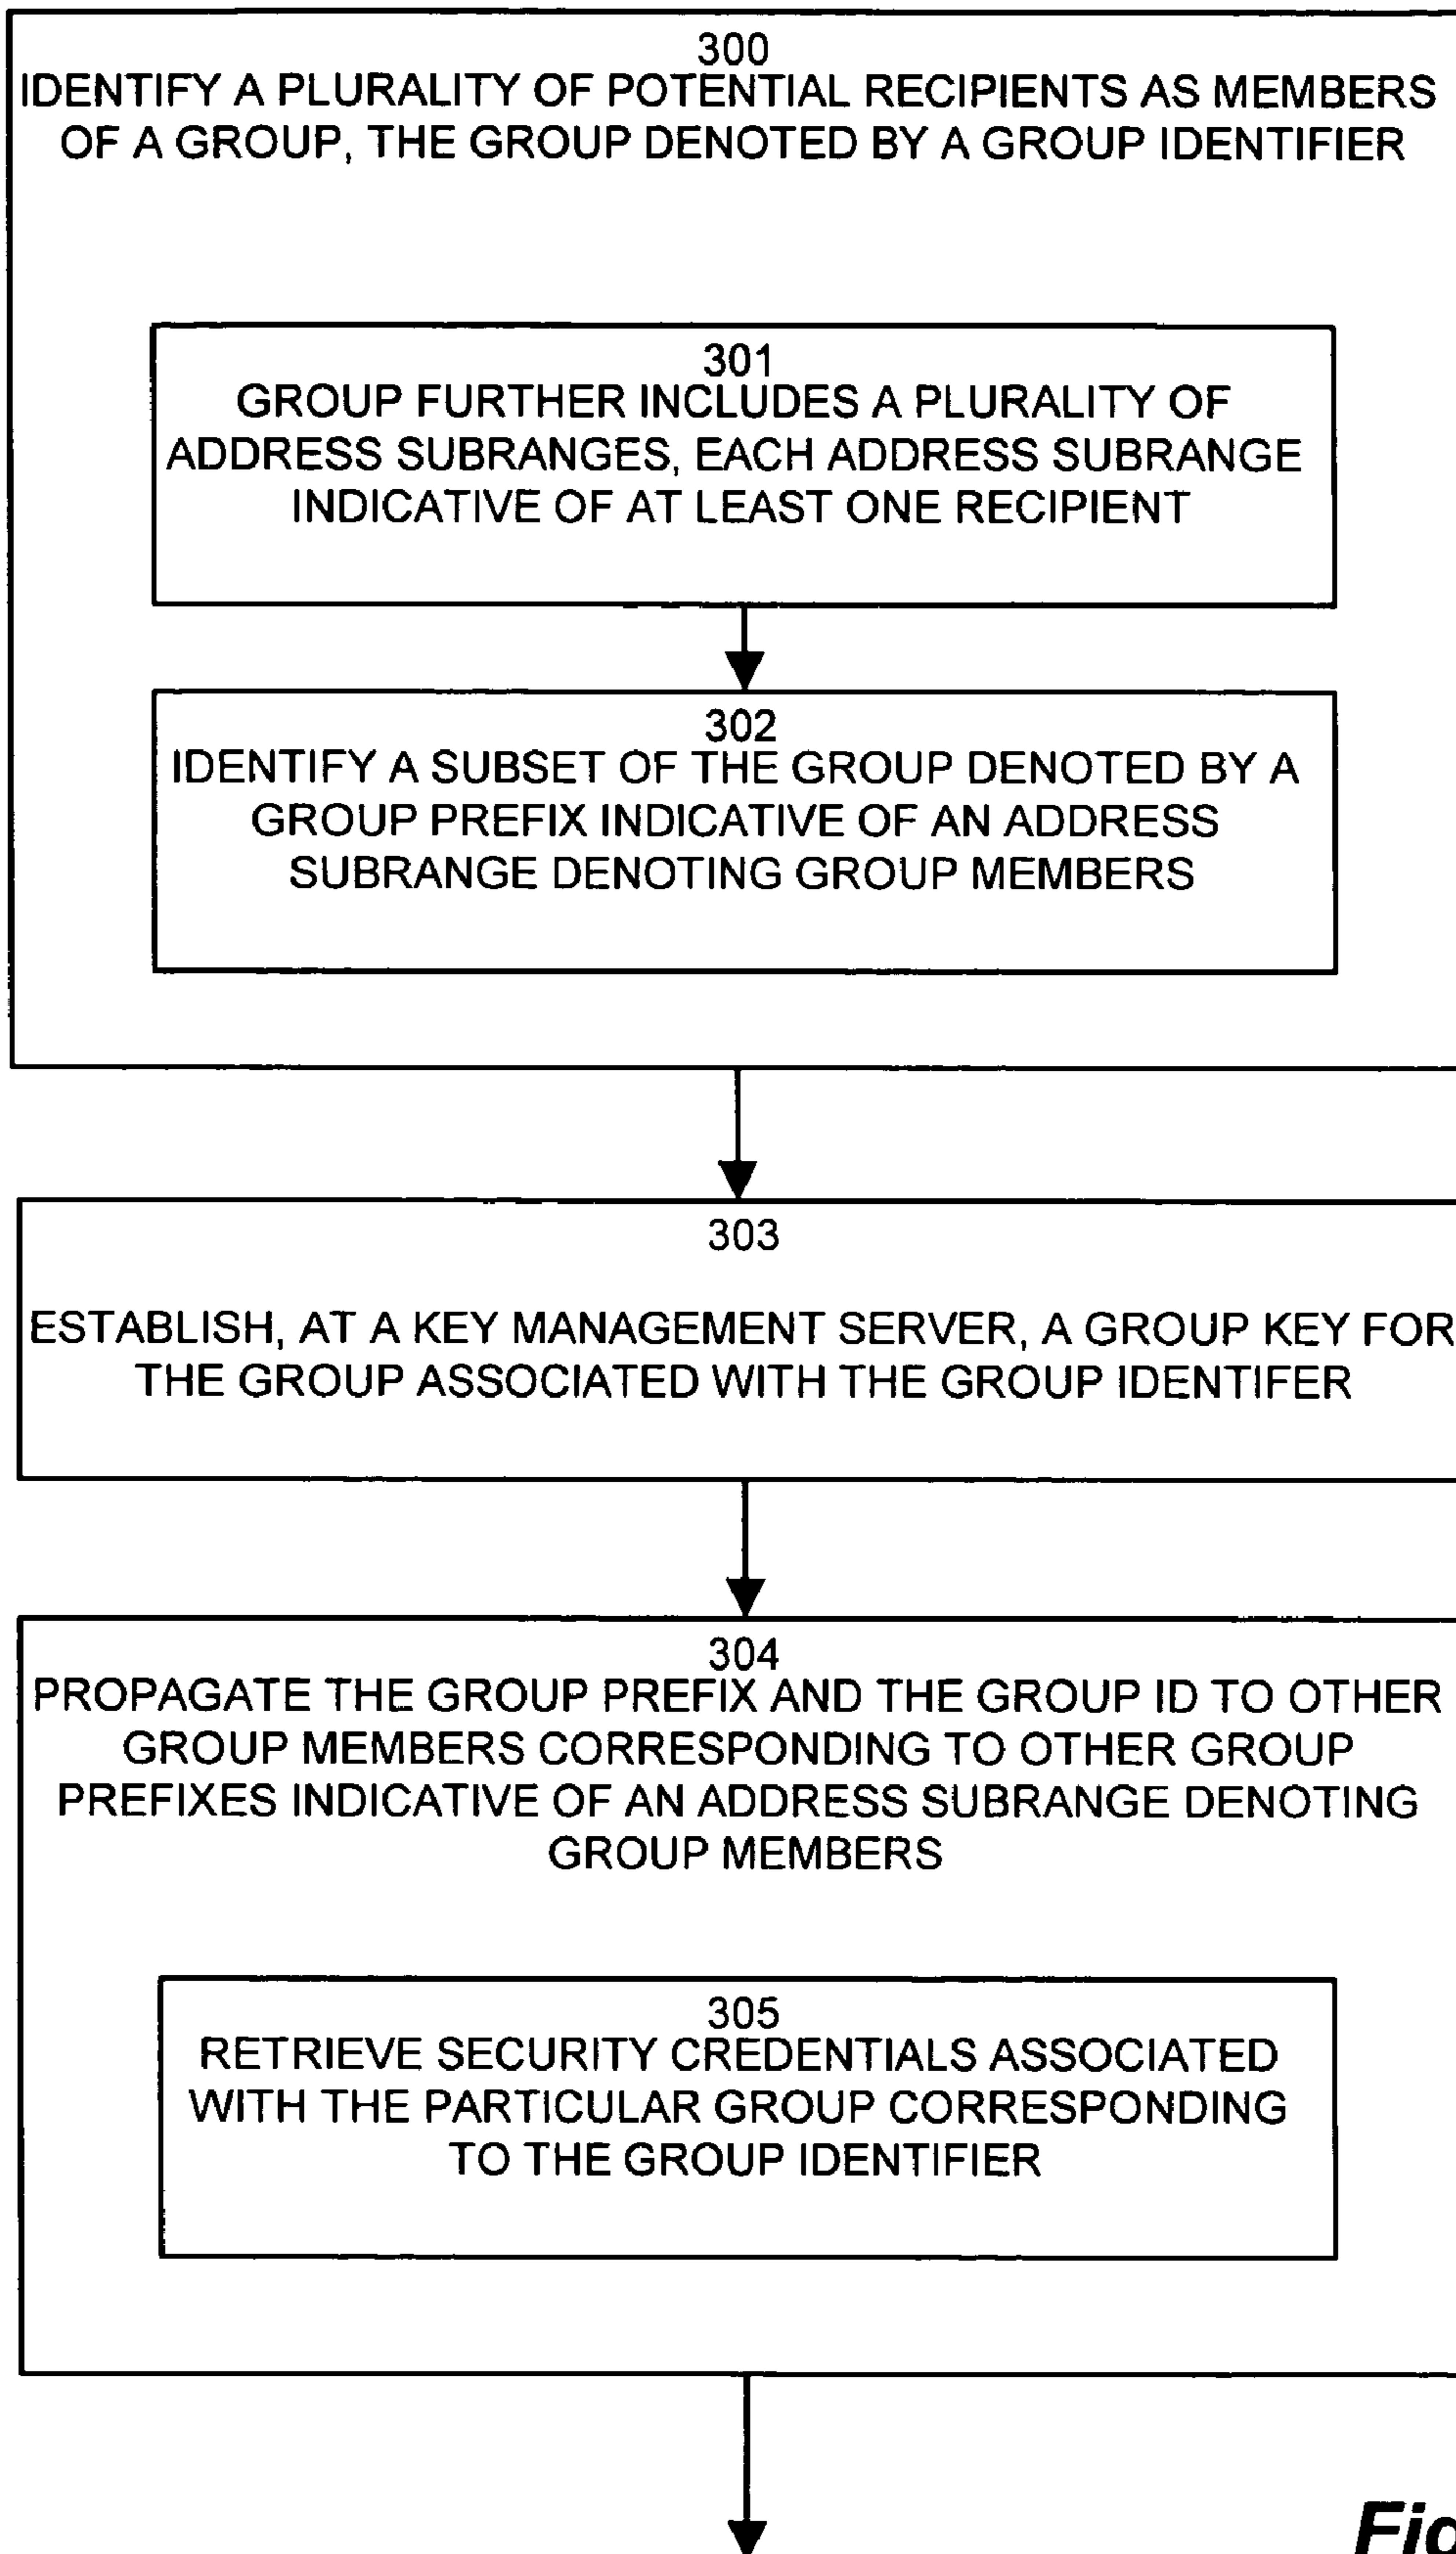 300
IDENTIFY A PLURALITY OF POTENTIAL RECIPIENTS AS MEMBERS
OF A GROUP, THE GROUP DENOTED BY A GROUP IDENTIFIER
301
GROUP FURTHER INCLUDES A PLURALITY OF
ADDRESS SUBRANGES, EACH ADDRESS SUBRANGE
INDICATIVE OF AT LEAST ONE RECIPIENT
302
IDENTIFY A SUBSET OF THE GROUP DENOTED BY A
GROUP PREFIX INDICATIVE OF AN ADDRESS
SUBRANGE DENOTING GROUP MEMBERS
303
ESTABLISH, AT A KEY MANAGEMENT SERVER, A GROUP KEY FOR
THE GROUP ASSOCIATED WITH THE GROUP IDENTIFER
304
PROPAGATE THE GROUP PREFIX AND THE GROUP ID TO OTHER
GROUP MEMBERS CORRESPONDING TO OTHER GROUP
PREFIXES INDICATIVE OF AN ADDRESS SUBRANGE DENOTING
GROUP MEMBERS
305
RETRIEVE SECURITY CREDENTIALS ASSOCIATED
WITH THE PARTICULAR GROUP CORRESPONDING
TO THE GROUP IDENTIFIER